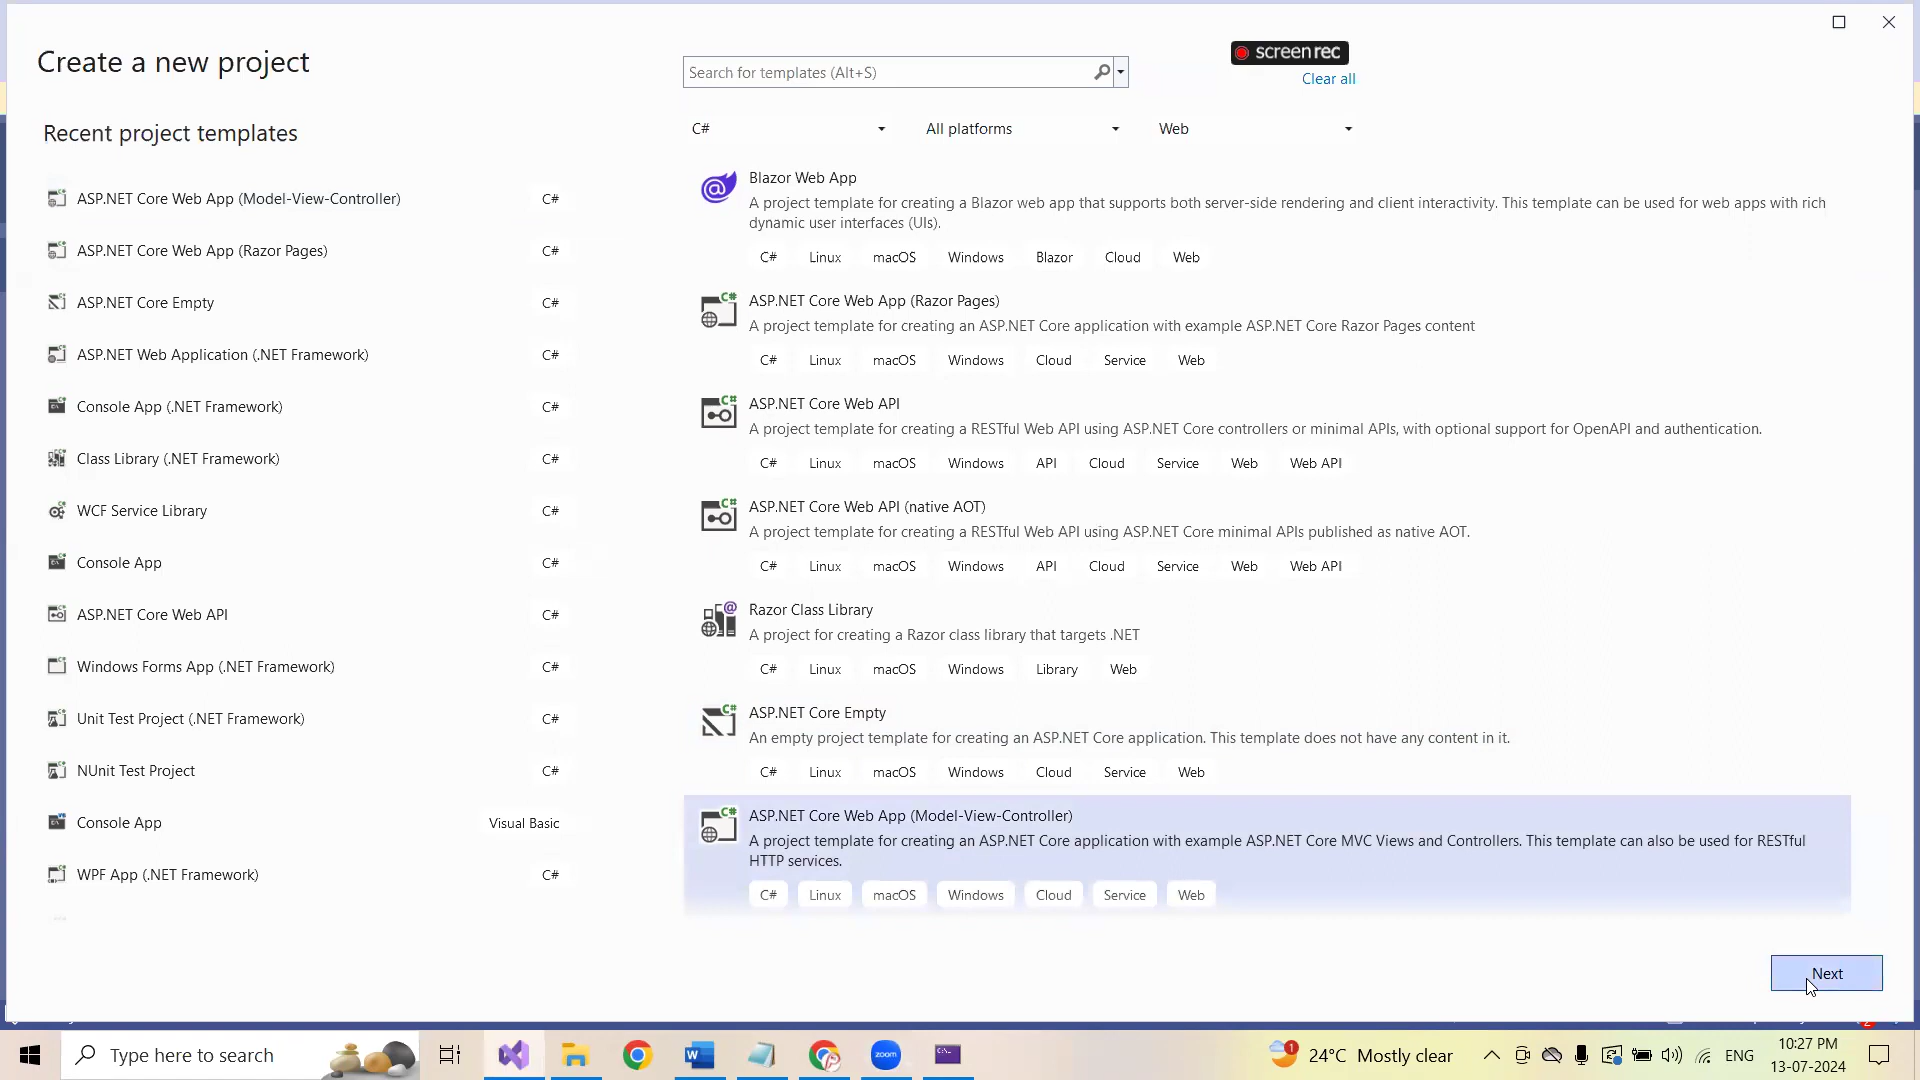 Create a new project
Search for templates (Alt+S)
screenrec
Clear all
Recent project templates
C#
All platforms
Web
ASP.NET Core Web App (Model-View-Controller) C#
ASP.NET Core Web App (Razor Pages) C#
ASP.NET Core Empty C#
ASP.NET Web Application (.NET Framework) C#
Console App (.NET Framework) C#
Class Library (.NET Framework) C#
WCF Service Library C#
Console App C#
ASP.NET Core Web API C#
Windows Forms App (.NET Framework) C#
Unit Test Project (.NET Framework) C#
NUnit Test Project C#
Console App Visual Basic
WPF App (.NET Framework) C#
Blazor Web App
A project template for creating a Blazor web app that supports both server-side rendering and client interactivity. This template can be used for web apps with rich
dynamic user interfaces (UIs).
C# Linux macOS Windows Blazor Cloud Web
ASP.NET Core Web App (Razor Pages)
A project template for creating an ASP.NET Core application with example ASP.NET Core Razor Pages content
C# Linux macOS Windows Cloud Service Web
ASP.NET Core Web API
A project template for creating a RESTful Web API using ASP.NET Core controllers or minimal APIs, with optional support for OpenAPI and authentication.
C# Linux macOS Windows API Cloud Service Web Web API
ASP.NET Core Web API (native AOT)
A project template for creating a RESTful Web API using ASP.NET Core minimal APIs published as native AOT.
C# Linux macOS Windows API Cloud Service Web Web API
Razor Class Library
A project for creating a Razor class library that targets .NET
C# Linux macOS Windows Library Web
ASP.NET Core Empty
An empty project template for creating an ASP.NET Core application. This template does not have any content in it.
C# Linux macOS Windows Cloud Service Web
ASP.NET Core Web App (Model-View-Controller)
A project template for creating an ASP.NET Core application with example ASP.NET Core MVC Views and Controllers. This template can also be used for RESTful
HTTP services.
C# Linux macOS Windows Cloud Service Web
Next
Type here to search
zoom
1
24°C Mostly clear
ENG
10:27 PM
13-07-2024